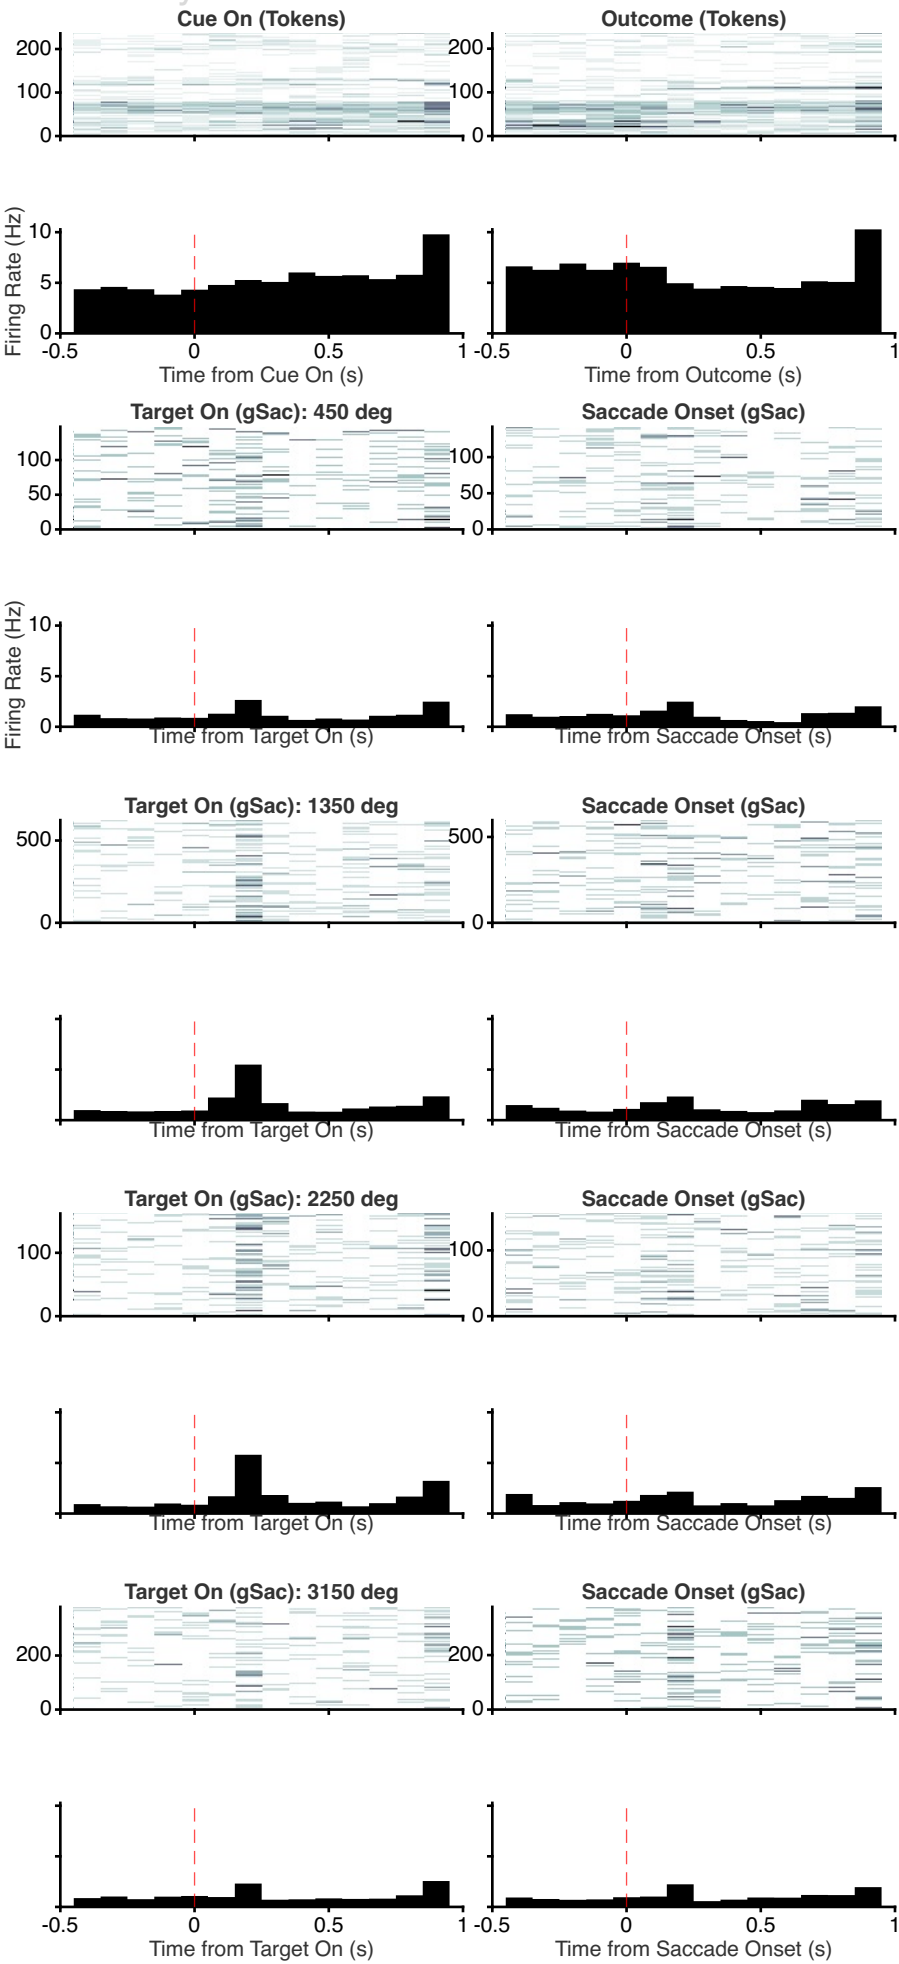 Cue On (Tokens) Outcome (Tokens)
200 200
100 100
0 0
Firing Rate (Hz)
10
5
0
-0.5 0 0.5 1 -0.5 0 0.5 1
Time from Cue On (s) Time from Outcome (s)
Target On (gSac): 450 deg Saccade Onset (gSac)
100 100
50 50
0 0
Firing Rate (Hz)
10
5
0
Time from Target On (s) Time from Saccade Onset (s)
Target On (gSac): 1350 deg Saccade Onset (gSac)
500 500
0 0
Time from Target On (s) Time from Saccade Onset (s)
Target On (gSac): 2250 deg Saccade Onset (gSac)
100 100
0 0
Time from Target On (s) Time from Saccade Onset (s)
Target On (gSac): 3150 deg Saccade Onset (gSac)
200 200
0 0
-0.5 0 0.5 1 -0.5 0 0.5 1
Time from Target On (s) Time from Saccade Onset (s)